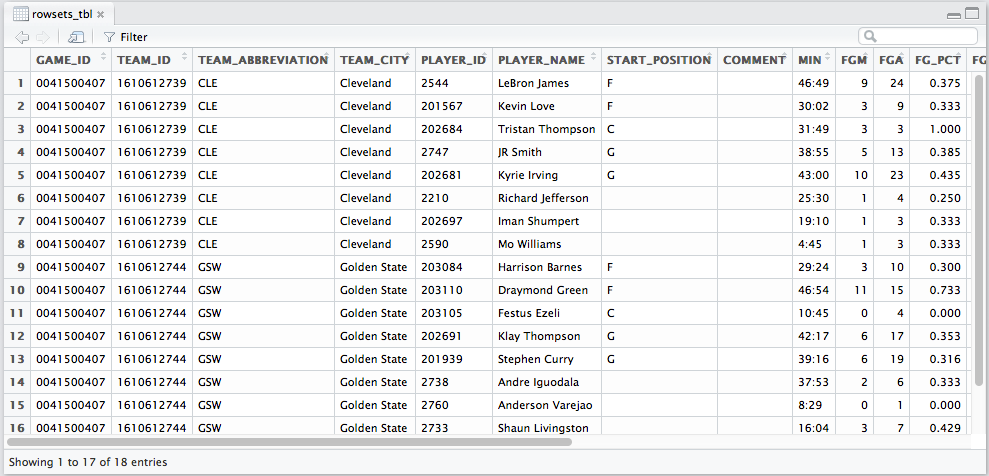 rowsets_tbl
Filter
GAME_ID TEAM_ID TEAM_ABBREVIATION TEAM_CITY PLAYER_ID PLAYER_NAME START_POSITION COMMENT MIN FGM FGA FG_PCT FG
1 0041500407 1610612739 CLE Cleveland 2544 LeBron James F 46:49 9 24 0.375
2 0041500407 1610612739 CLE Cleveland 201567 Kevin Love F 30:02 3 9 0.333
3 0041500407 1610612739 CLE Cleveland 202684 Tristan Thompson C 31:49 3 3 1.000
4 0041500407 1610612739 CLE Cleveland 2747 JR Smith G 38:55 5 13 0.385
5 0041500407 1610612739 CLE Cleveland 202681 Kyrie Irving G 43:00 10 23 0.435
6 0041500407 1610612739 CLE Cleveland 2210 Richard Jefferson 25:30 1 4 0.250
7 0041500407 1610612739 CLE Cleveland 202697 Iman Shumpert 19:10 1 3 0.333
8 0041500407 1610612739 CLE Cleveland 2590 Mo Williams 4:45 1 3 0.333
9 0041500407 1610612744 GSW Golden State 203084 Harrison Barnes F 29:24 3 10 0.300
10 0041500407 1610612744 GSW Golden State 203110 Draymond Green F 46:54 11 15 0.733
11 0041500407 1610612744 GSW Golden State 203105 Festus Ezeli C 10:45 0 4 0.000
12 0041500407 1610612744 GSW Golden State 202691 Klay Thompson G 42:17 6 17 0.353
13 0041500407 1610612744 GSW Golden State 201939 Stephen Curry G 39:16 6 19 0.316
14 0041500407 1610612744 GSW Golden State 2738 Andre Iguodala 37:53 2 6 0.333
15 0041500407 1610612744 GSW Golden State 2760 Anderson Varejao 8:29 0 1 0.000
16 0041500407 1610612744 GSW Golden State 2733 Shaun Livingston 16:04 3 7 0.429
Showing 1 to 17 of 18 entries